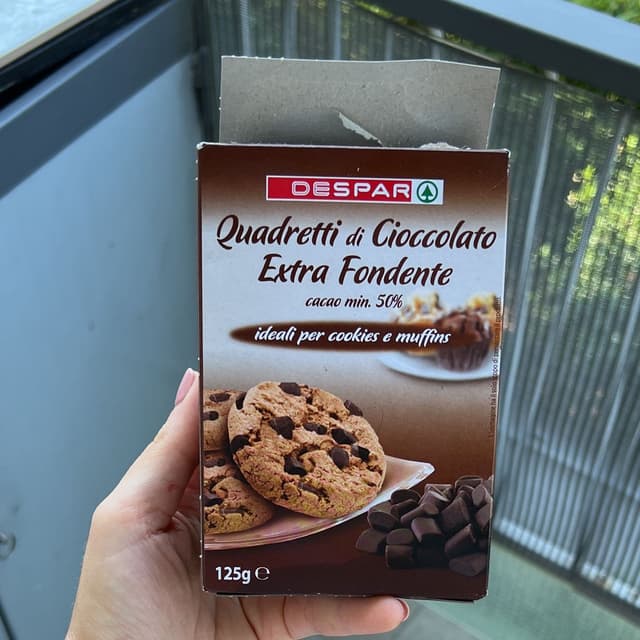 DESPAR
Quadretti di Cioccolato
Extra Fondente
cacao min. 50%
ideali per cookies e muffins
125g ℮